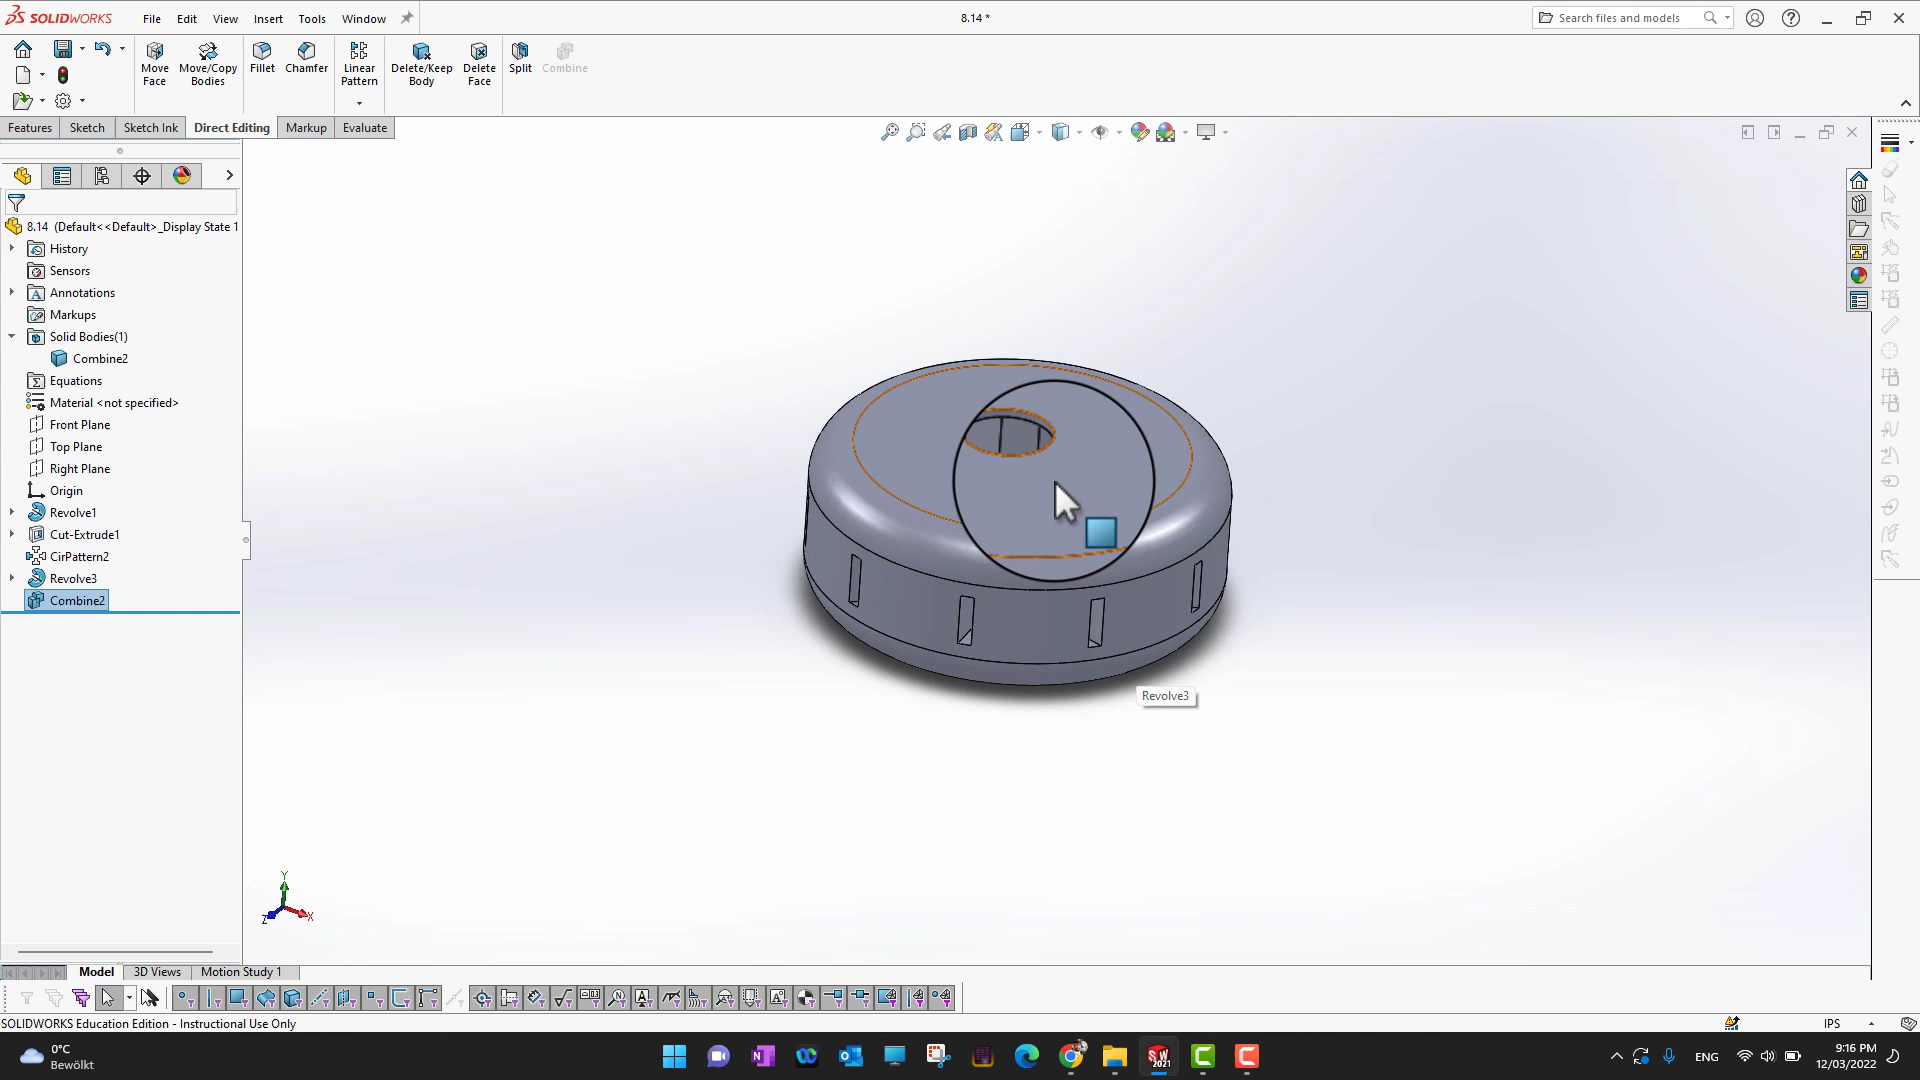 SOLIDWORKS File Edit View Insert Tools Window 8.14 * Search files and models
Move Face Move/Copy Bodies Fillet Chamfer Linear Pattern Delete/Keep Body Delete Face Split Combine
Features Sketch Sketch Ink Direct Editing Markup Evaluate
8.14 (Default<<Default>_Display State 1
History
Sensors
Annotations
Markups
Solid Bodies(1)
Combine2
Equations
Material <not specified>
Front Plane
Top Plane
Right Plane
Origin
Revolve1
Cut-Extrude1
CirPattern2
Revolve3
Combine2
Revolve3
Y
Z X
Model 3D Views Motion Study 1
SOLIDWORKS Education Edition - Instructional Use Only IPS
0°C
Bewölkt
SW
2021
ENG
9:16 PM
12/03/2022